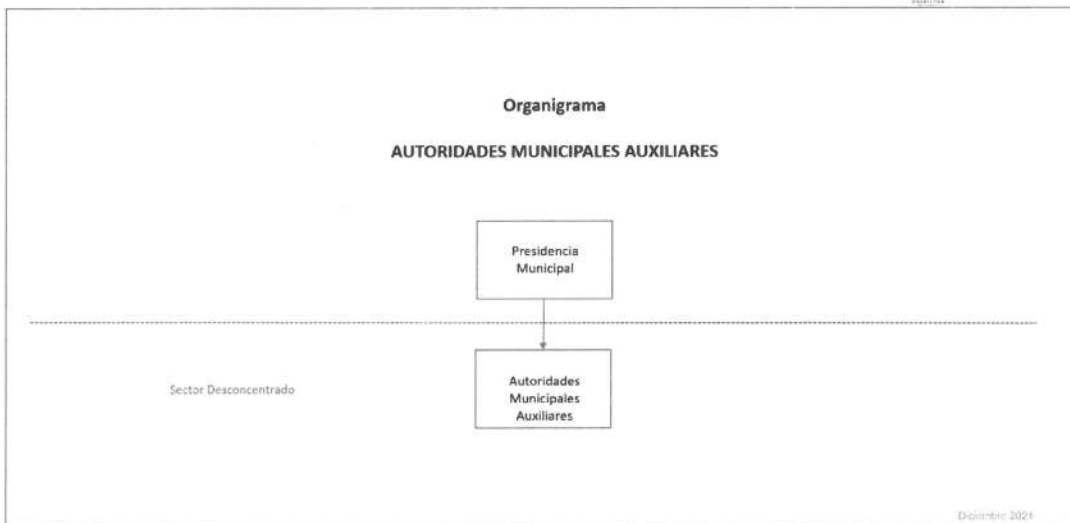 Organigrama
AUTORIDADES MUNICIPALES AUXILIARES
Presidencia
Municipal
Sector Desconcentrado
Autoridades
Municipales
Auxiliares
Diciembre 2021